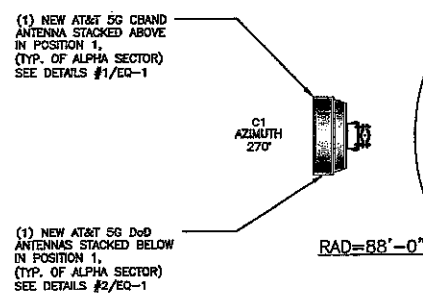 (1) NEW AT&T 5G CBAND
ANTENNA STACKED ABOVE
IN POSITION 1,
(TYP. OF ALPHA SECTOR)
SEE DETAILS #1/EQ-1
C1
AZIMUTH
270°
(1) NEW AT&T 5G DoD
ANTENNAS STACKED BELOW
IN POSITION 1,
(TYP. OF ALPHA SECTOR)
SEE DETAILS #2/EQ-1
RAD=88'-0"